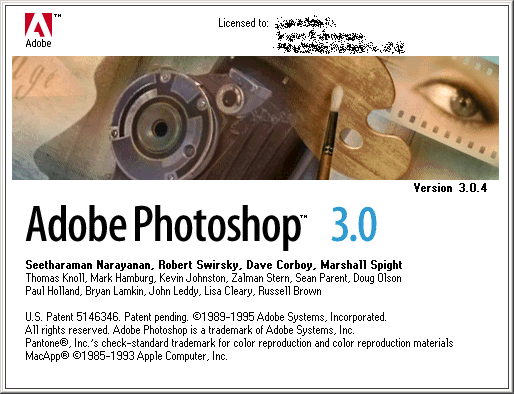 Adobe™
Licensed to:
Version 3.0.4
Adobe Photoshop™ 3.0
Seetharaman Narayanan, Robert Swirsky, Dave Corboy, Marshall Spight
Thomas Knoll, Mark Hamburg, Kevin Johnston, Zalman Stern, Sean Parent, Doug Olson
Paul Holland, Bryan Lamkin, John Leddy, Lisa Cleary, Russell Brown
U.S. Patent 5146346. Patent pending. ©1989-1995 Adobe Systems, Incorporated.
All rights reserved. Adobe Photoshop is a trademark of Adobe Systems, Inc.
Pantone®, Inc.'s check-standard trademark for color reproduction and color reproduction materials
MacApp® ©1985-1993 Apple Computer, Inc.